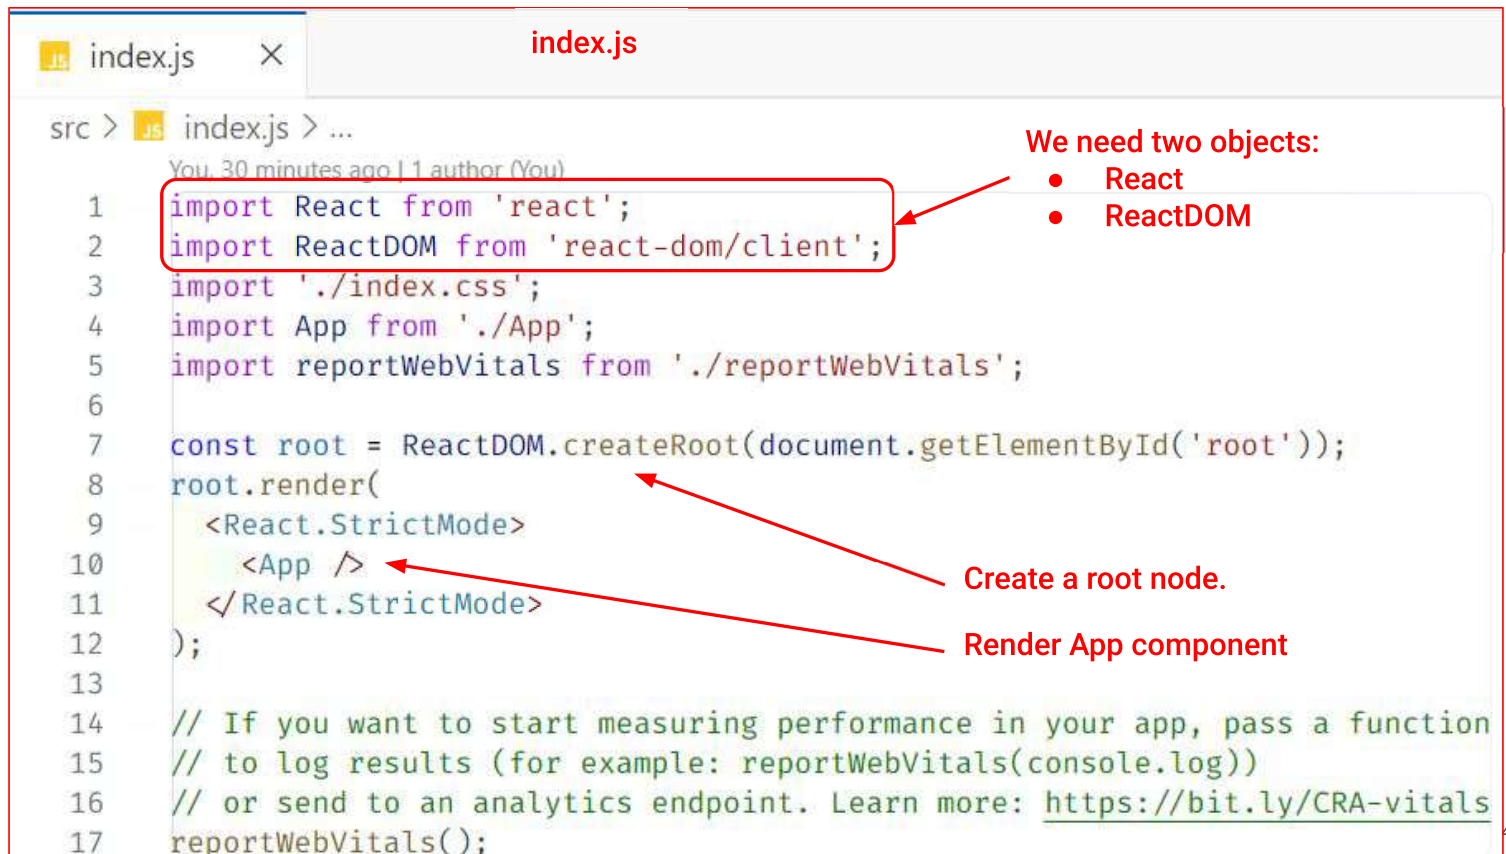 index.js
index.js
src > index.js > ...
You, 30 minutes ago | 1 author (You)
We need two objects:
● React
● ReactDOM
1 import React from 'react';
2 import ReactDOM from 'react-dom/client';
3 import './index.css';
4 import App from './App';
5 import reportWebVitals from './reportWebVitals';
6
7 const root = ReactDOM.createRoot(document.getElementById('root'));
8 root.render(
9 <React.StrictMode>
10 <App />
11 </React.StrictMode>
12 );
Create a root node.
Render App component
13
14 // If you want to start measuring performance in your app, pass a function
15 // to log results (for example: reportWebVitals(console.log))
16 // or send to an analytics endpoint. Learn more: https://bit.ly/CRA-vitals
17 reportWebVitals();